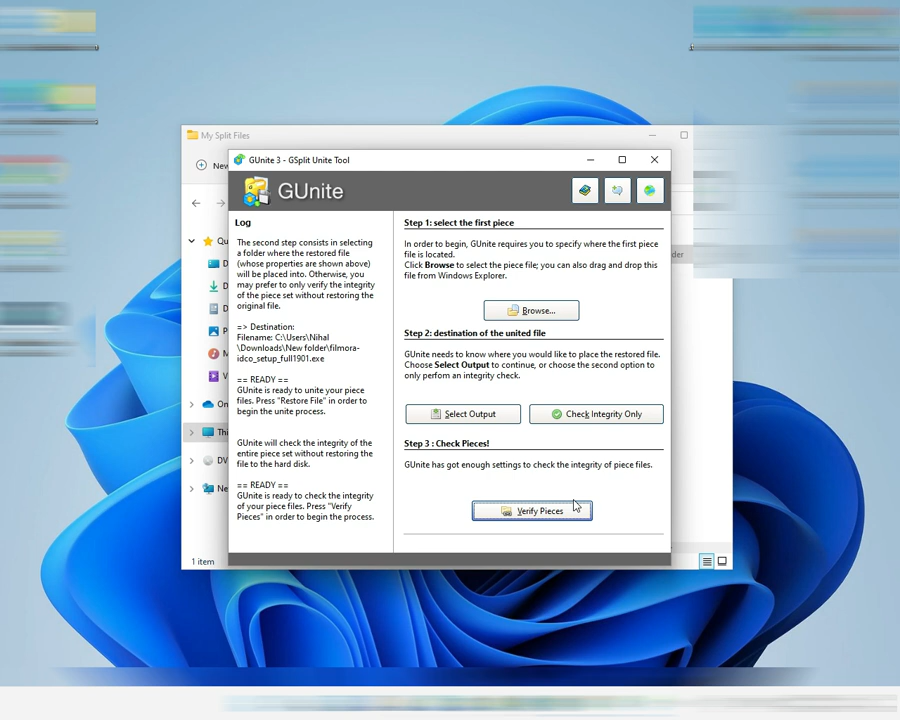 My Split Files
GUnite 3 - GSplit Unite Tool
New
GUnite
Log
The second step consists in selecting
a folder where the restored file
(whose properties are shown above)
will be placed into. Otherwise, you
may prefer to only verify the integrity
of the piece set without restoring the
original file.
=> Destination:
Filename: C:\Users\Nihal
\Downloads\New folder\filmora-
idco_setup_full1901.exe
== READY ==
GUnite is ready to unite your piece
files. Press "Restore File" in order to
begin the unite process.
GUnite will check the integrity of the
entire piece set without restoring the
file to the hard disk.
== READY ==
GUnite is ready to check the integrity
of your piece files. Press "Verify
Pieces" in order to begin the process.
Step 1: select the first piece
In order to begin, GUnite requires you to specify where the first piece
file is located.
Click Browse to select the piece file; you can also drag and drop this
file from Windows Explorer.
Browse...
Step 2: destination of the united file
GUnite needs to know where you would like to place the restored file.
Choose Select Output to continue, or choose the second option to
only perfom an integrity check.
Select Output
Check Integrity Only
Step 3 : Check Pieces!
GUnite has got enough settings to check the integrity of piece files.
Verify Pieces
Qu
D
D
D
P
M
V
On
Thi
DV
Ne
der
1 item